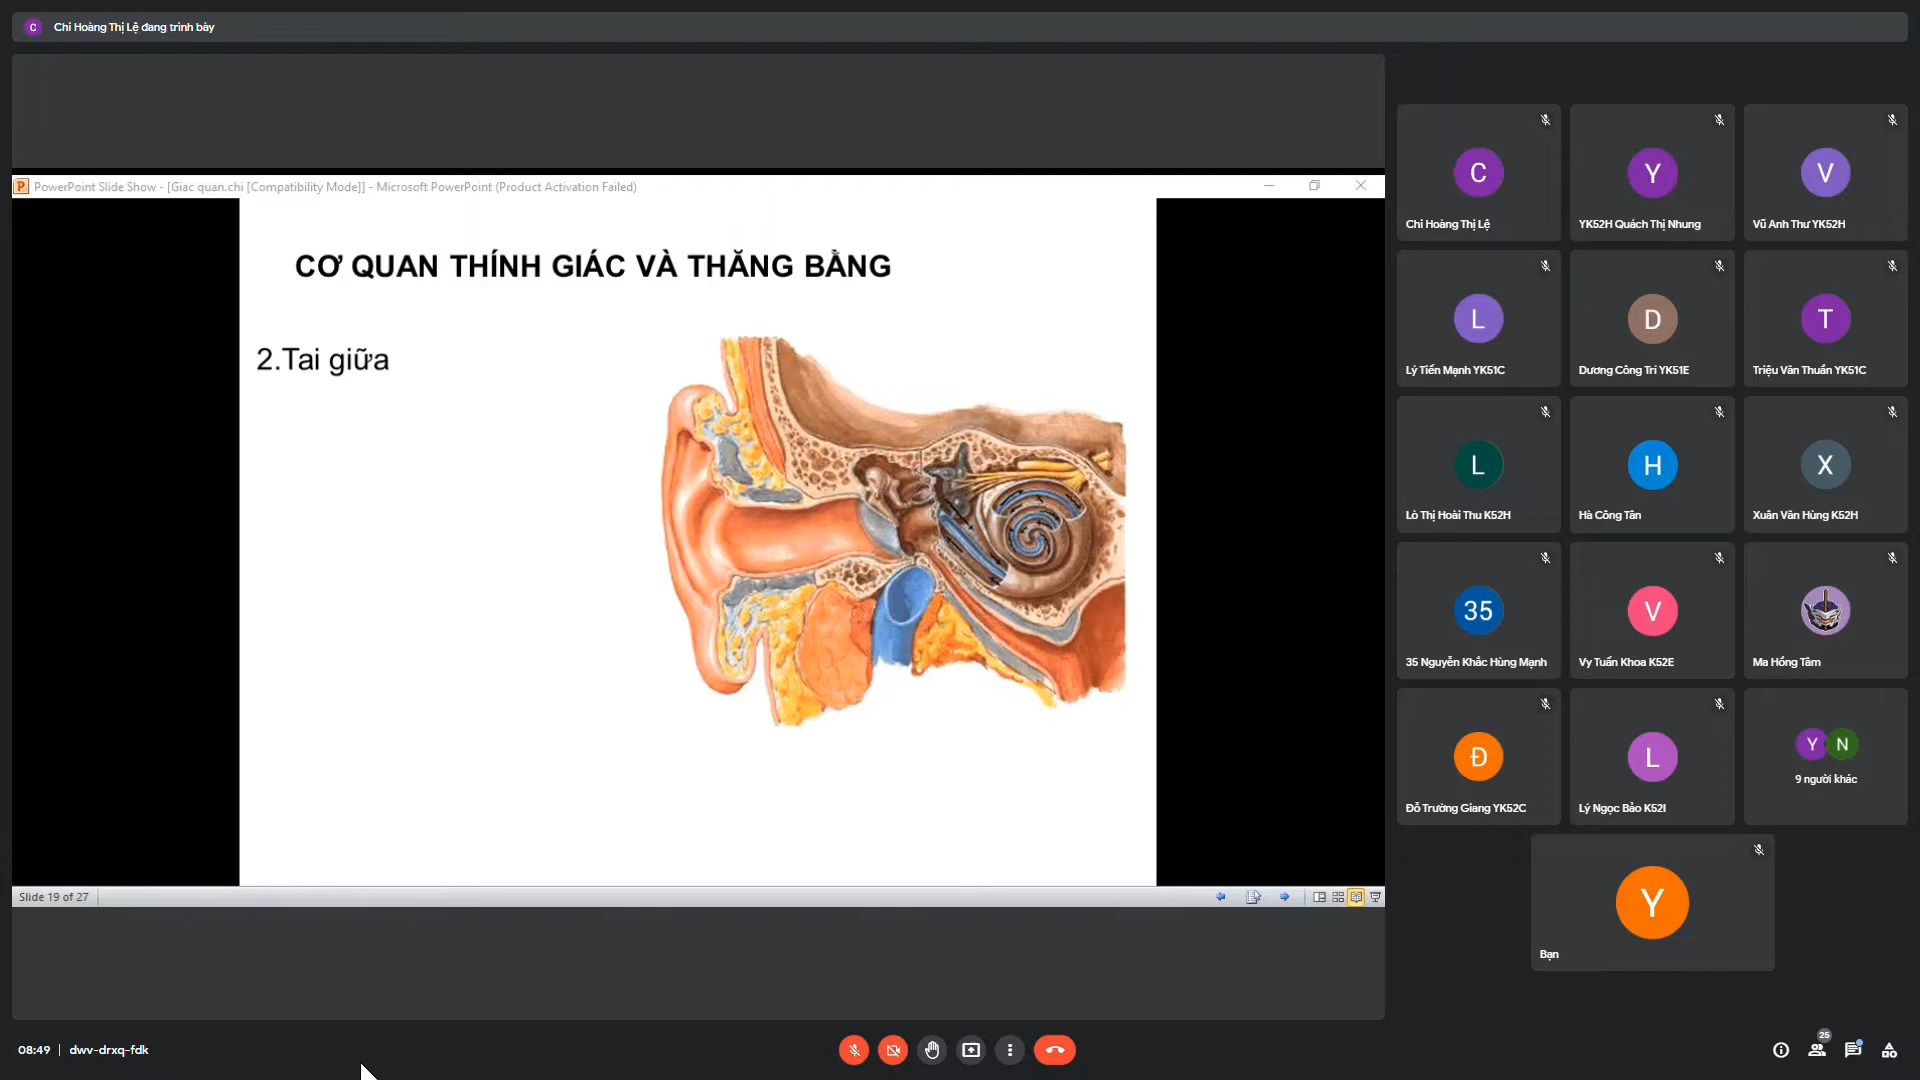 C
Chi Hoàng Thị Lệ đang trình bày
P
PowerPoint Slide Show - [Giac quan.chi [Compatibility Mode]] - Microsoft PowerPoint (Product Activation Failed)
CƠ QUAN THÍNH GIÁC VÀ THĂNG BẰNG
2.Tai giữa
Slide 19 of 27
C
Chi Hoàng Thị Lệ
Y
YK52H Quách Thị Nhung
V
Vũ Anh Thư YK52H
L
Lý Tiến Mạnh YK51C
D
Dương Công Trí YK51E
T
Triệu Văn Thuần YK51C
L
Lò Thị Hoài Thu K52H
H
Hà Công Tân
X
Xuân Văn Hùng K52H
35
35 Nguyễn Khắc Hùng Mạnh
V
Vy Tuấn Khoa K52E
Ma Hồng Tâm
Đ
Đỗ Trường Giang YK52C
L
Lý Ngọc Bảo K52I
Y N
9 người khác
Y
Bạn
08:49 | dwv-drxq-fdk
25